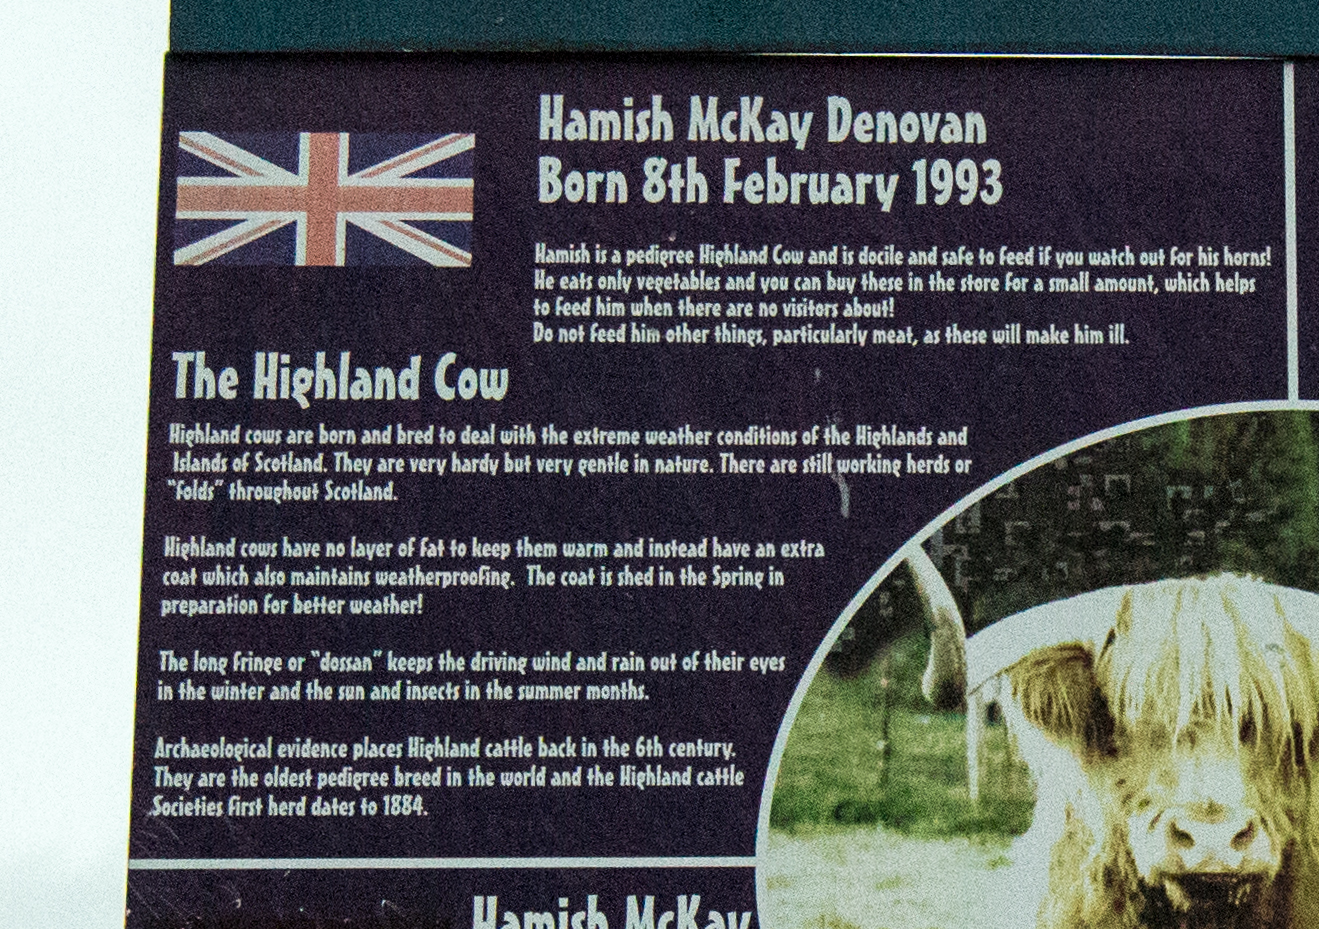 Hamish McKay Denovan
Born 8th February 1993
Hamish is a pedigree Highland Cow and is docile and safe to feed if you watch out for his horns!
He eats only vegetables and you can buy these in the store for a small amount, which helps
to feed him when there are no visitors about!
Do not feed him other things, particularly meat, as these will make him ill.
The Highland Cow
Highland cows are born and bred to deal with the extreme weather conditions of the Highlands and
Islands of Scotland. They are very hardy but very gentle in nature. There are still working herds or
"folds" throughout Scotland.
Highland cows have no layer of fat to keep them warm and instead have an extra
coat which also maintains weatherproofing. The coat is shed in the Spring in
preparation for better weather!
The long fringe or "dossan" keeps the driving wind and rain out of their eyes
in the winter and the sun and insects in the summer months.
Archaeological evidence places Highland cattle back in the 6th century.
They are the oldest pedigree breed in the world and the Highland cattle
Societies first herd dates to 1884.
Hamish McKay